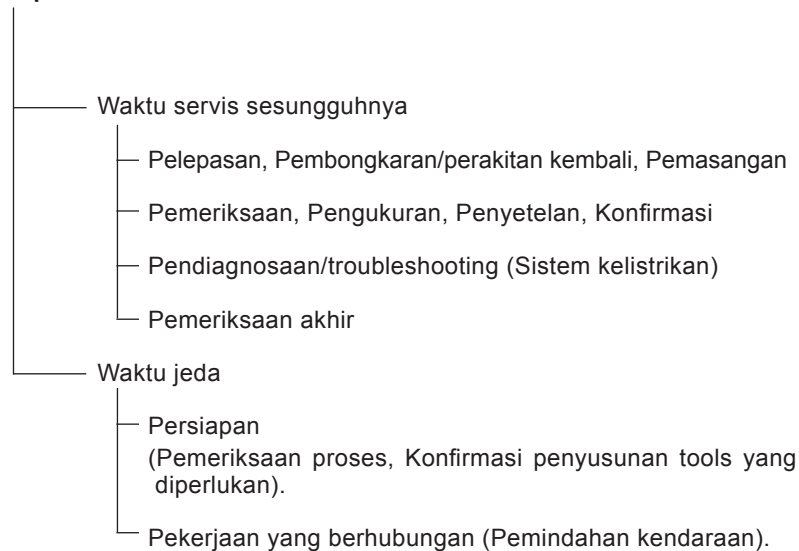 Waktu servis sesungguhnya
Pelepasan, Pembongkaran/perakitan kembali, Pemasangan
Pemeriksaan, Pengukuran, Penyetelan, Konfirmasi
Pendiagnosaan/troubleshooting (Sistem kelistrikan)
Pemeriksaan akhir
Waktu jeda
Persiapan
(Pemeriksaan proses, Konfirmasi penyusunan tools yang
diperlukan).
Pekerjaan yang berhubungan (Pemindahan kendaraan).